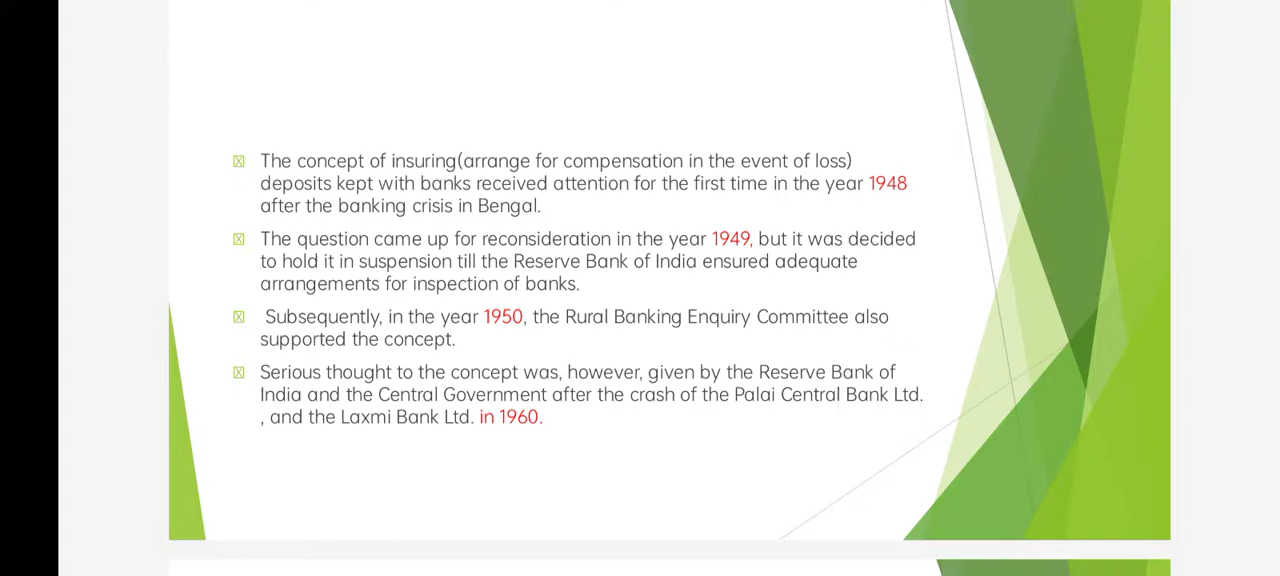 The concept of insuring(arrange for compensation in the event of loss)
deposits kept with banks received attention for the first time in the year 1948
after the banking crisis in Bengal.
The question came up for reconsideration in the year 1949, but it was decided
to hold it in suspension till the Reserve Bank of India ensured adequate
arrangements for inspection of banks.
Subsequently, in the year 1950, the Rural Banking Enquiry Committee also
supported the concept.
Serious thought to the concept was, however, given by the Reserve Bank of
India and the Central Government after the crash of the Palai Central Bank Ltd.
, and the Laxmi Bank Ltd. in 1960.